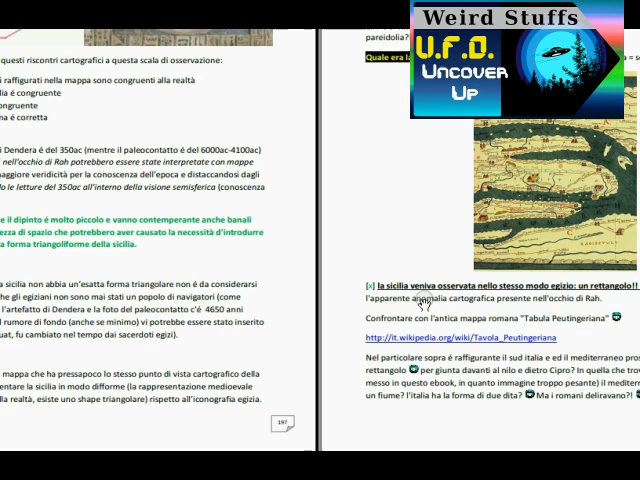 questi riscontri cartografici a questa scala di osservazione:
i raffigurati nella mappa sono congruenti alla realtà
lia é congruente
ongruente
na é corretta
i Dendera é del 350ac (mentre il paleocontatto é del 6000ac-4100ac)
nell'occhio di Rah potrebbero essere state interpretate con mappe
naggiore veridicità per la conoscenza dell'epoca e distaccandosi dagli
do le letture del 350ac all'interno della visione semisferica (conoscenza
e il dipinto é molto piccolo e vanno contemperante anche banali
ezza di spazio che potrebbero aver causato la necessità d'introdurre
a forma triangoliforme della sicilia.
a sicilia non abbia un'esatta forma triangolare non é da considerarsi
he gli egiziani non sono mai stati un popolo di navigatori (come
l'artefatto di Dendera e la foto del paleocontatto c'é 4650 anni
l rumore di fondo (anche se minimo) vi potrebbe essere stato inserito
uat, fu cambiato nel tempo dai sacerdoti egizi).
mappa che ha pressapoco lo stesso punto di vista cartografico della
entare la sicilia in modo difforme (la rappresentazione medioevale
lla realtà, esiste uno shape triangolare) rispetto all'iconografia egizia.
197
pareidolia?
Quale era la
Weird Stuffs
U.F.O.
Uncover
Up
[x] la sicilia veniva osservata nello stesso modo egizio: un rettangolo!!
l'apparente anomalia cartografica presente nell'occhio di Rah.
Confrontare con l'antica mappa romana "Tabula Peutingeriana"
http://it.wikipedia.org/wiki/Tavola_Peutingeriana
Nel particolare sopra é raffigurante il sud italia e ed il mediterraneo pros
rettangolo per giunta davanti al nilo e dietro Cipro? In quella che trov
messo in questo ebook, in quanto immagine troppo pesante) il mediterr
un fiume? l'italia ha la forma di due dita? Ma i romani deliravano?!